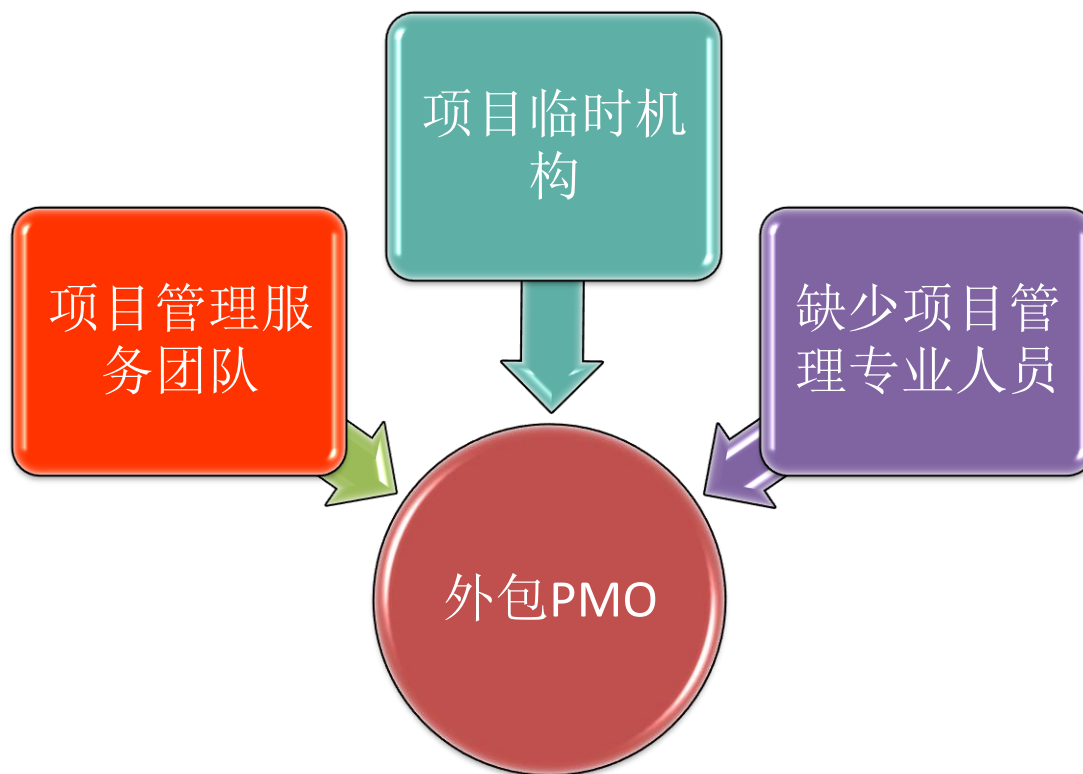 项目临时机
构
项目管理服
务团队
缺少项目管
理专业人员
外包PMO